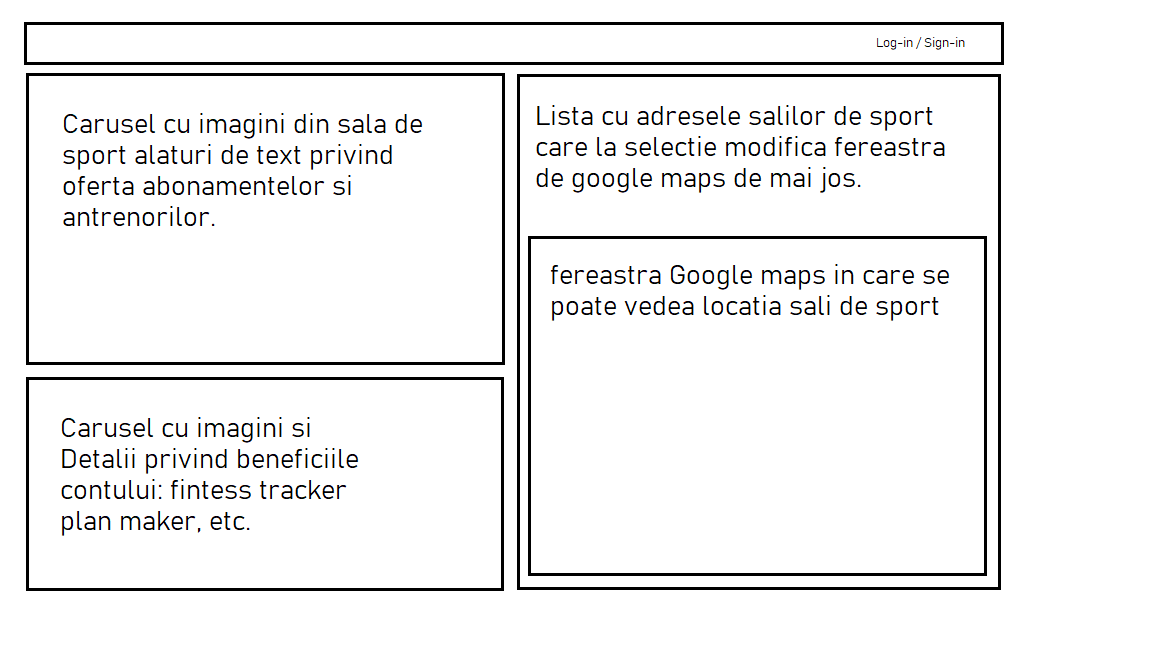 Log-in / Sign-in
Carusel cu imagini din sala de
sport alaturi de text privind
oferta abonamentelor si
antrenorilor.
Lista cu adresele salilor de sport
care la selectie modifica fereastra
de google maps de mai jos.
fereastra Google maps in care se
poate vedea locatia sali de sport
Carusel cu imagini si
Detalii privind beneficiile
contului: fintess tracker
plan maker, etc.